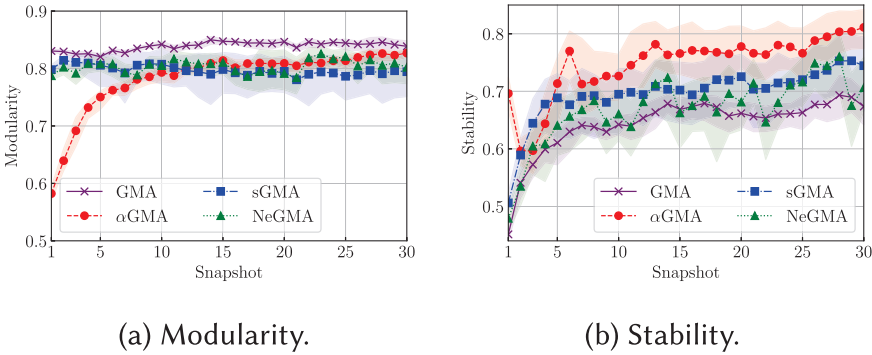 0.9
0.8
0.7
0.6
0.5
Modularity
GMA
αGMA
sGMA
NeGMA
1 5 10 15 20 25 30
Snapshot
(a) Modularity.
0.8
0.7
0.6
0.5
Stability
GMA
αGMA
sGMA
NeGMA
1 5 10 15 20 25 30
Snapshot
(b) Stability.